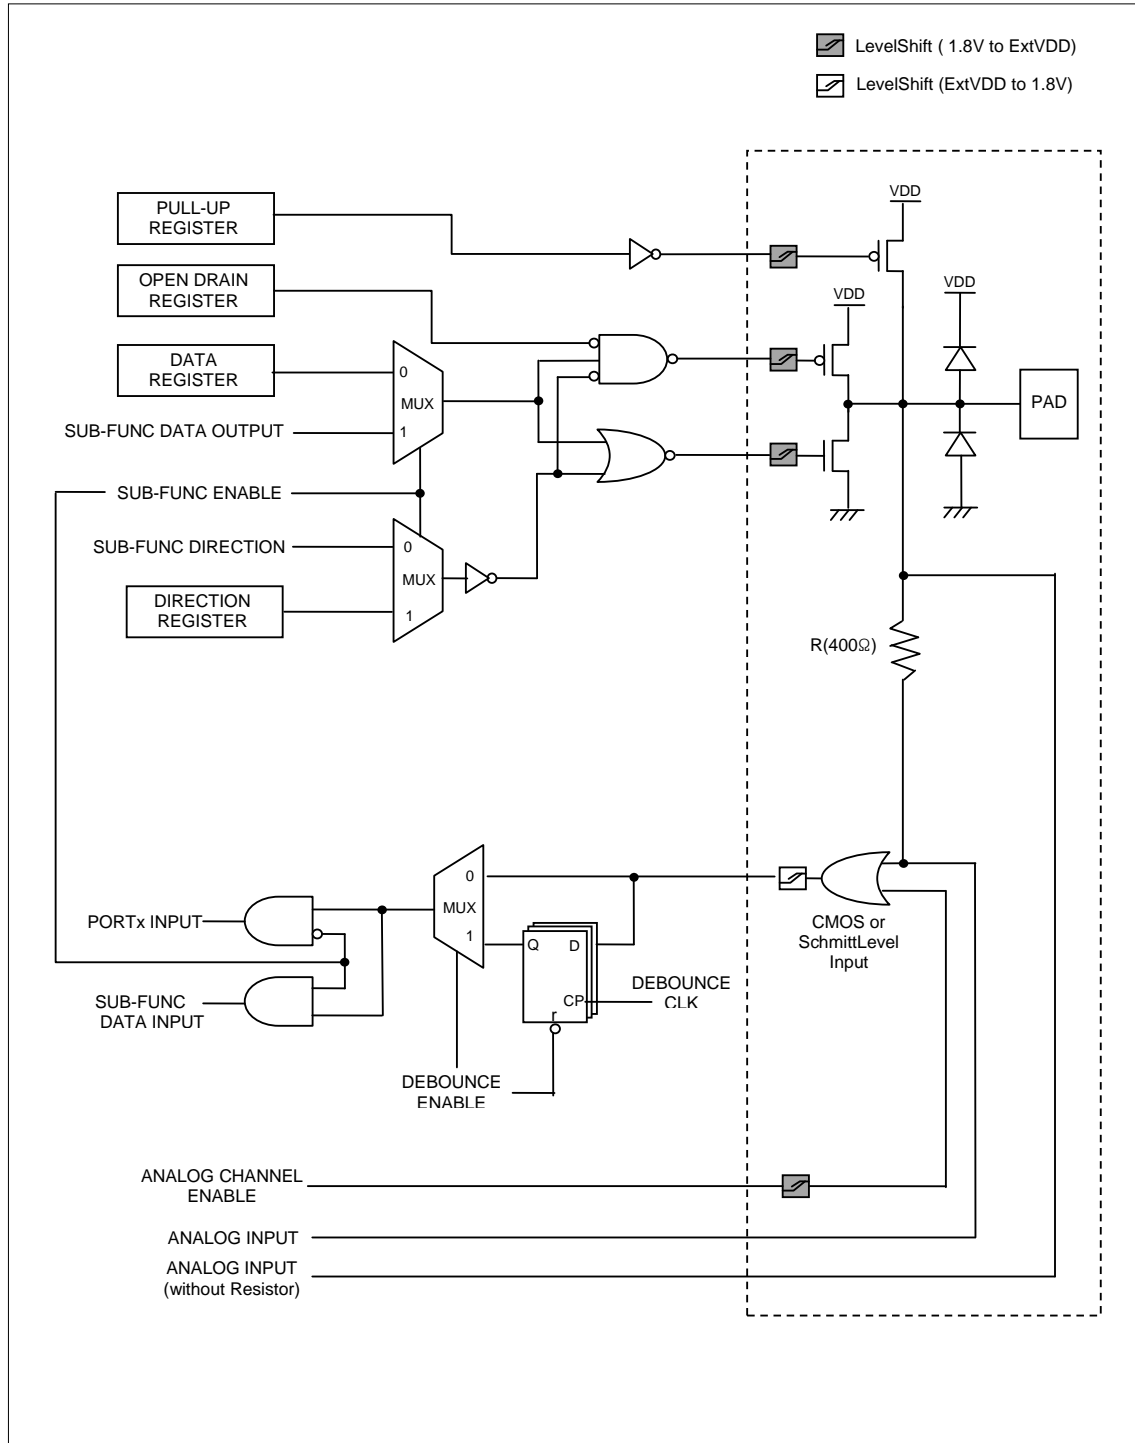 LevelShift ( 1.8V to ExtVDD)
LevelShift (ExtVDD to 1.8V)
VDD
PULL-UP
REGISTER
OPEN DRAIN
REGISTER
VDD
VDD
DATA
REGISTER
0
MUX
1
PAD
SUB-FUNC DATA OUTPUT
SUB-FUNC ENABLE
SUB-FUNC DIRECTION
0
MUX
1
DIRECTION
REGISTER
R(400Ω)
0
MUX
1
PORTx INPUT
CMOS or
SchmittLevel
Input
Q
D
CP
r
DEBOUNCE
CLK
SUB-FUNC
DATA INPUT
DEBOUNCE
ENABLE
ANALOG CHANNEL
ENABLE
ANALOG INPUT
ANALOG INPUT
(without Resistor)